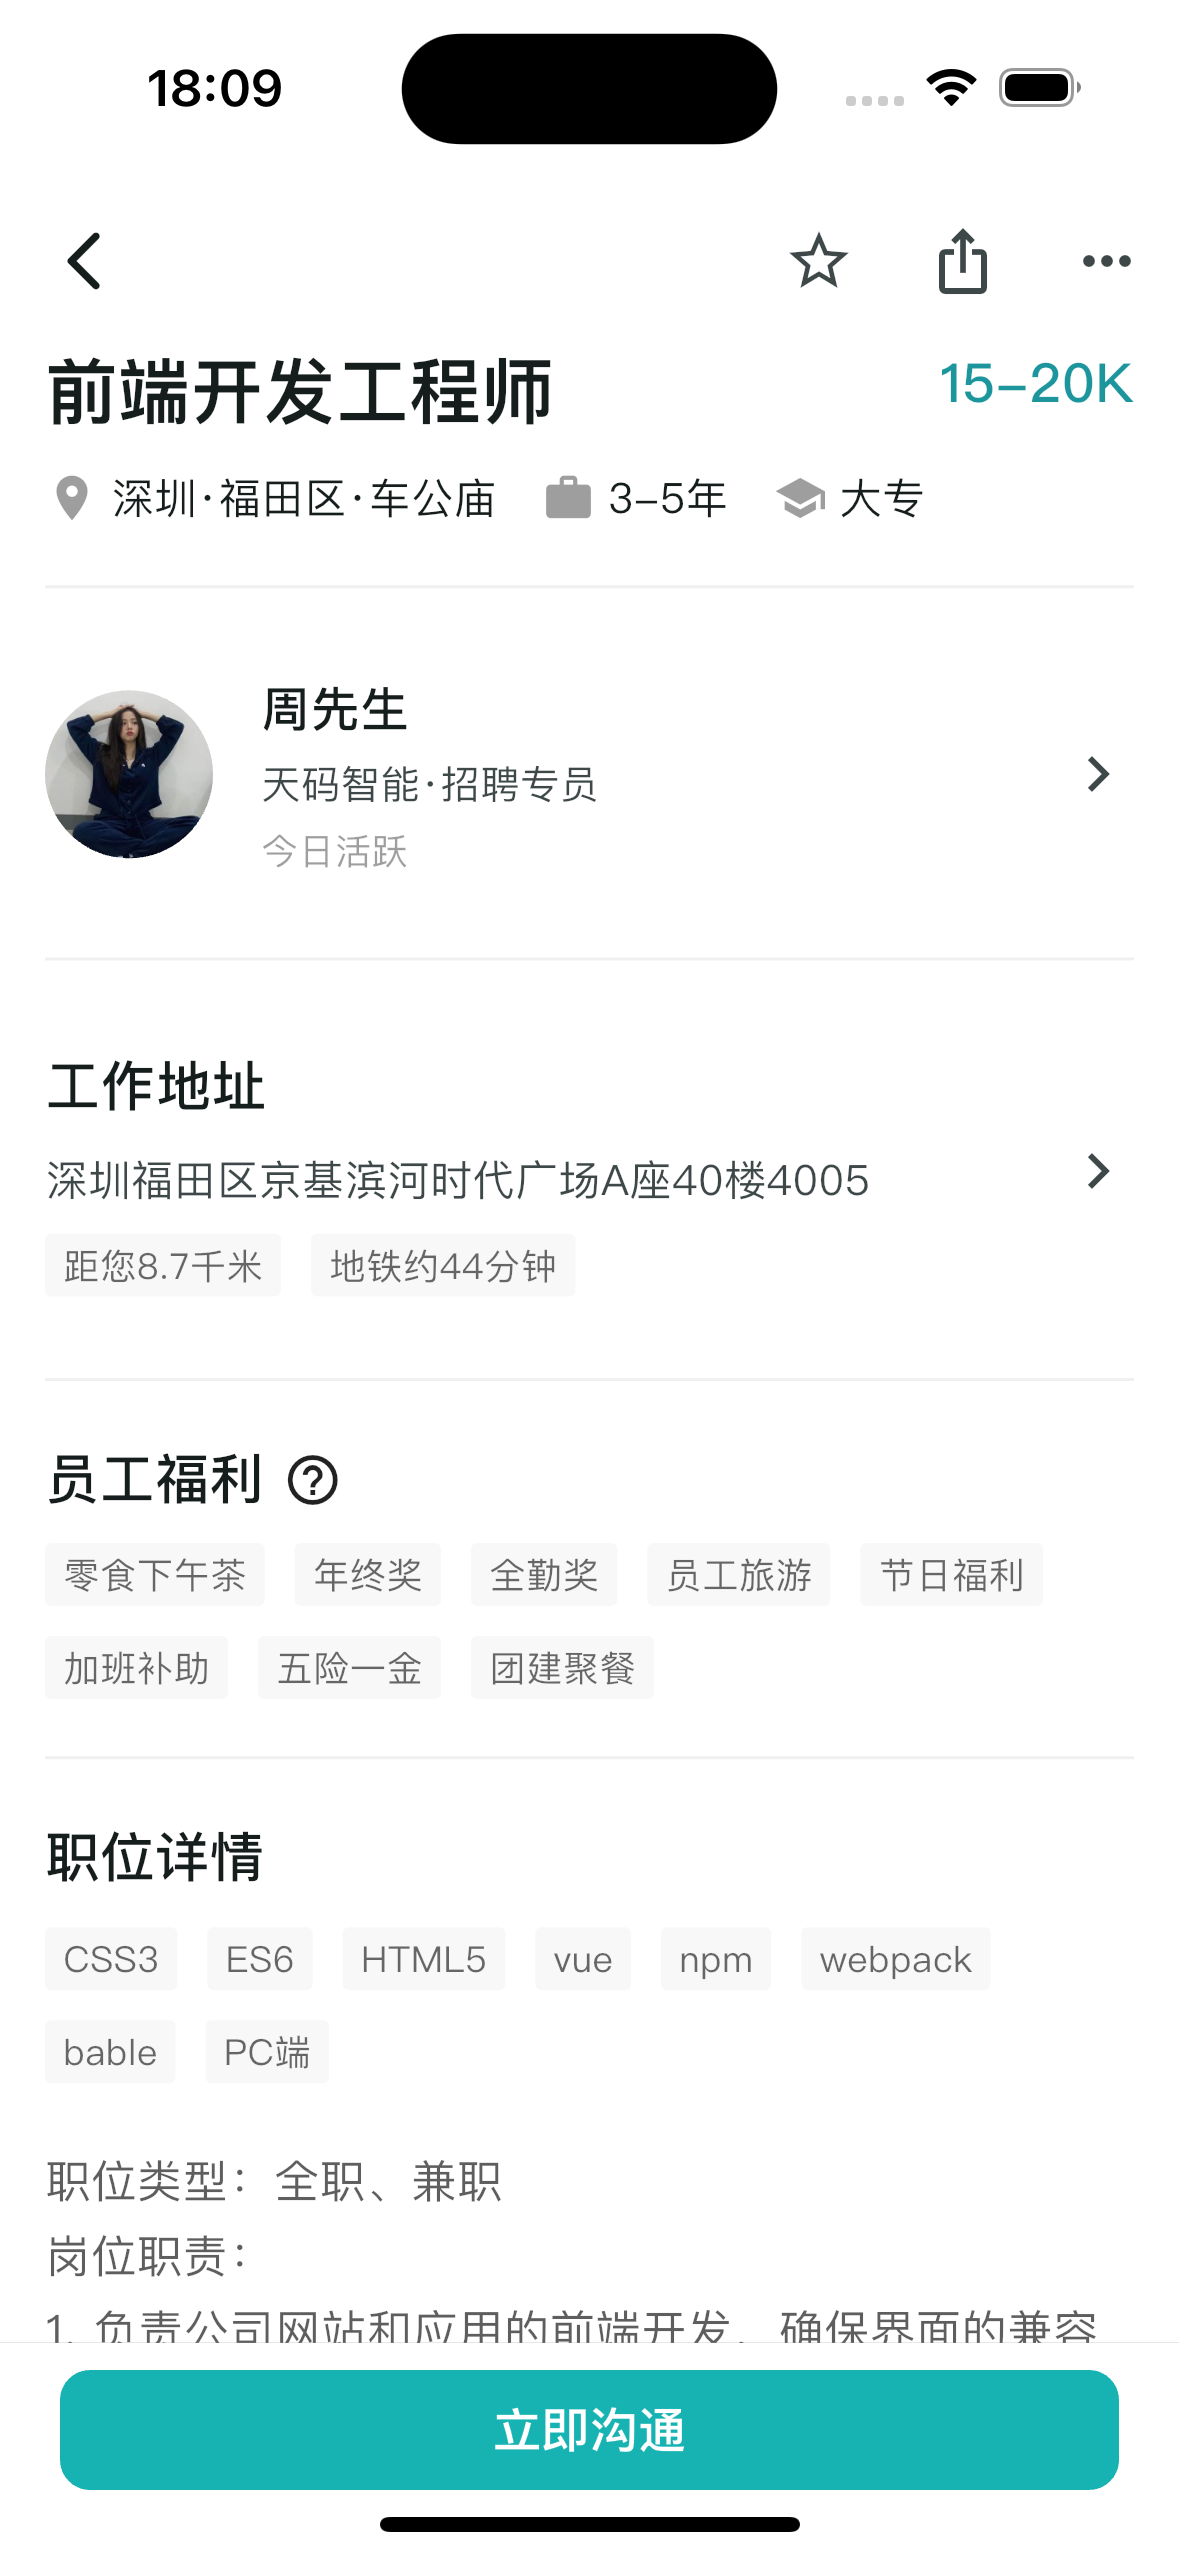 18:09
前端开发工程师 15-20K
深圳·福田区·车公庙 3-5年 大专
周先生
天码智能·招聘专员
今日活跃
工作地址
深圳福田区京基滨河时代广场A座40楼4005
距您8.7千米 地铁约44分钟
员工福利
零食下午茶 年终奖 全勤奖 员工旅游 节日福利
加班补助 五险一金 团建聚餐
职位详情
CSS3 ES6 HTML5 vue npm webpack
bable PC端
职位类型：全职、兼职
岗位职责：
1. 负责公司网站和应用的前端开发，确保界面的兼容
立即沟通